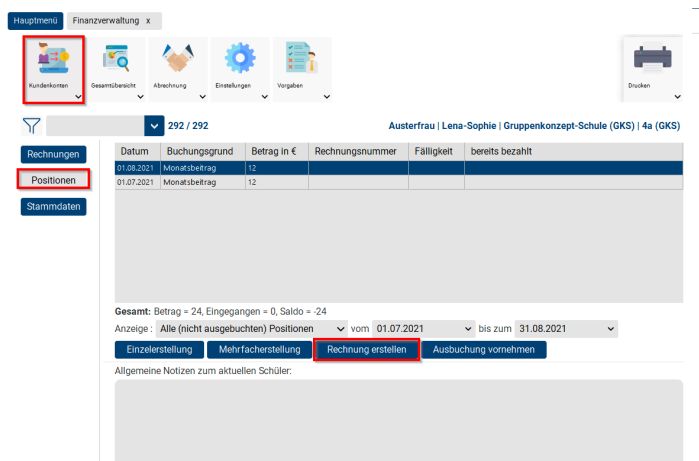 Hauptmenü Finanzverwaltung x
Kundenkonten Gesamtübersicht Abrechnung Einstellungen Vorgaben Drucken
292 / 292 Austerfrau | Lena-Sophie | Gruppenkonzept-Schule (GKS) | 4a (GKS)
Rechnungen
Positionen
Stammdaten
Datum Buchungsgrund Betrag in € Rechnungsnummer Fälligkeit bereits bezahlt
01.08.2021 Monatsbeitrag 12
01.07.2021 Monatsbeitrag 12
Gesamt: Betrag = 24, Eingegangen = 0, Saldo = -24
Anzeige : Alle (nicht ausgebuchten) Positionen vom 01.07.2021 bis zum 31.08.2021
Einzelerstellung Mehrfacherstellung Rechnung erstellen Ausbuchung vornehmen
Allgemeine Notizen zum aktuellen Schüler: